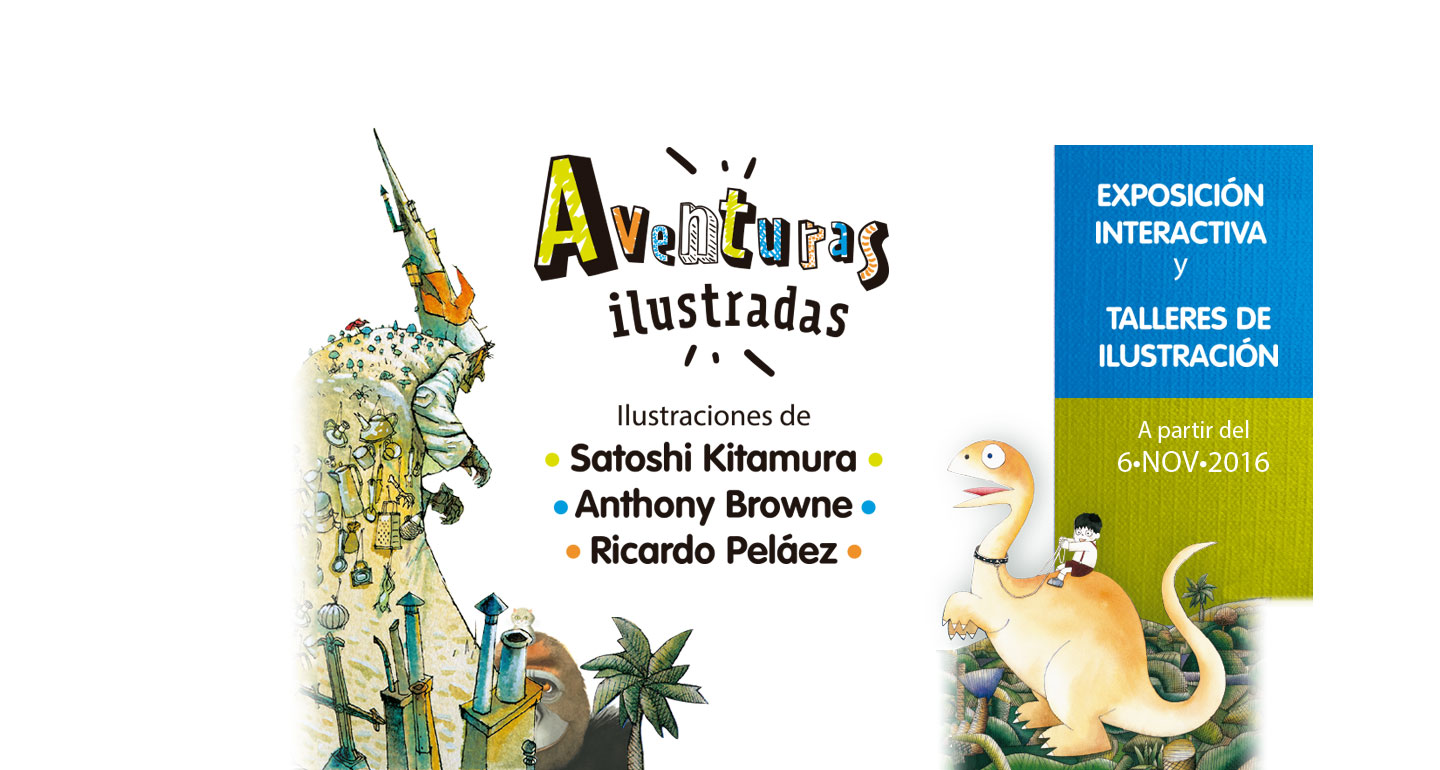 Aventuras
ilustradas
Ilustraciones de
• Satoshi Kitamura •
• Anthony Browne •
• Ricardo Peláez •
EXPOSICIÓN
INTERACTIVA
y
TALLERES DE
ILUSTRACIÓN
A partir del
6•NOV•2016